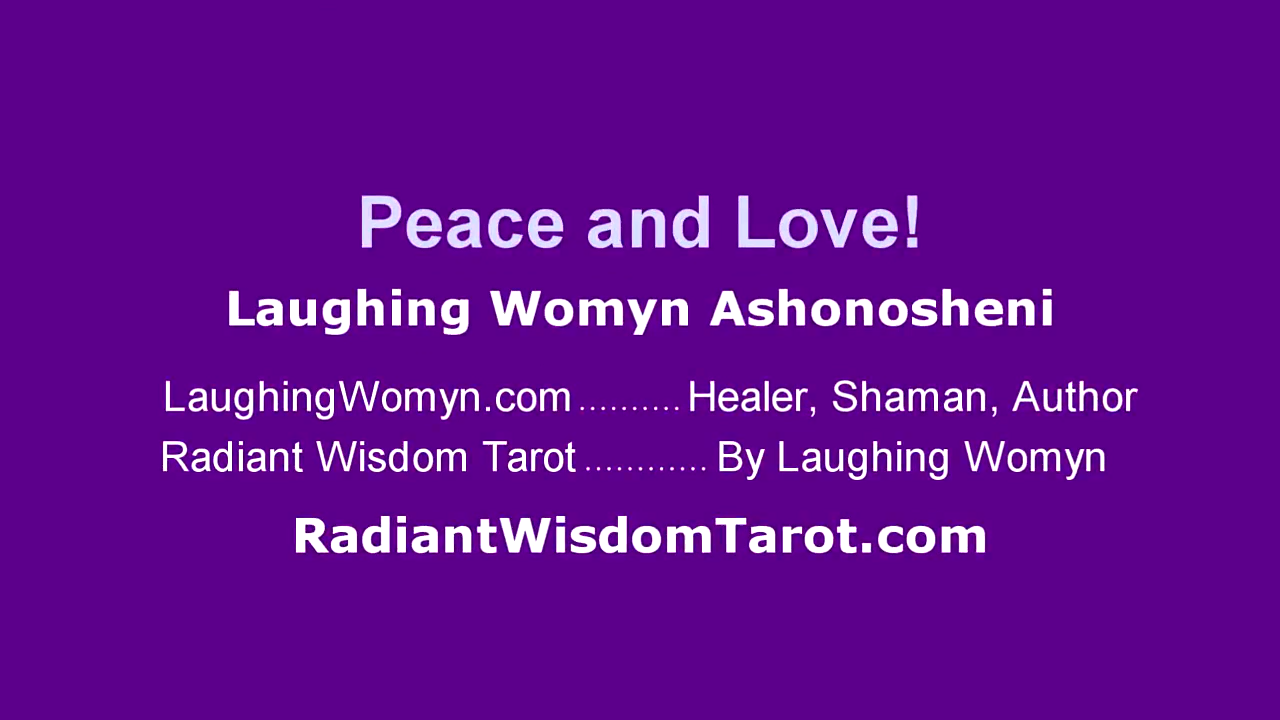 Peace and Love!
Laughing Womyn Ashonosheni
LaughingWomyn.com .......... Healer, Shaman, Author
Radiant Wisdom Tarot ............ By Laughing Womyn
RadiantWisdomTarot.com